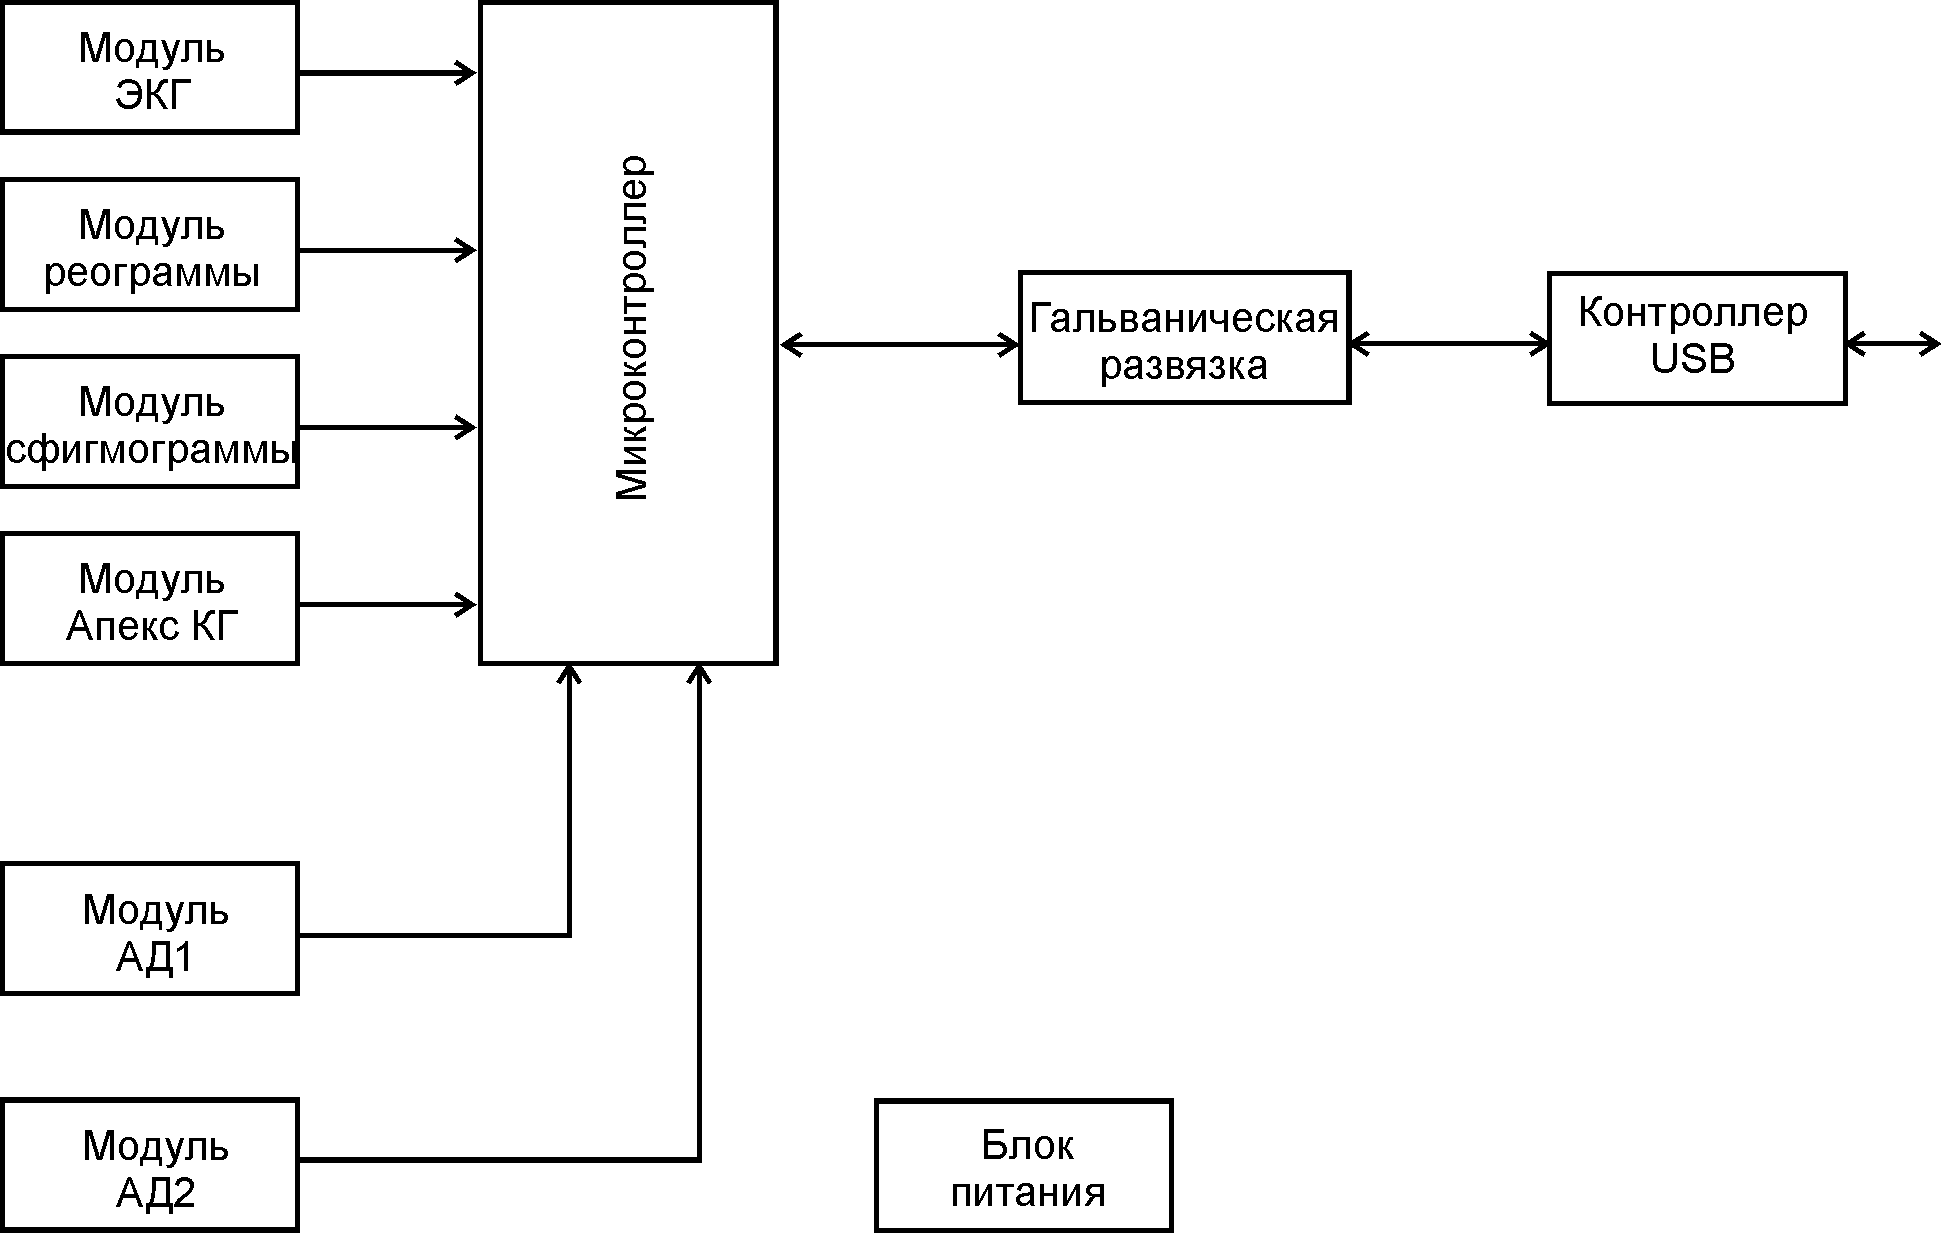 Модуль
ЭКГ
Модуль
реограммы
Модуль
сфигмограммы
Модуль
Апекс КГ
Микроконтроллер
Гальваническая
развязка
Контроллер
USB
Модуль
АД1
Модуль
АД2
Блок
питания